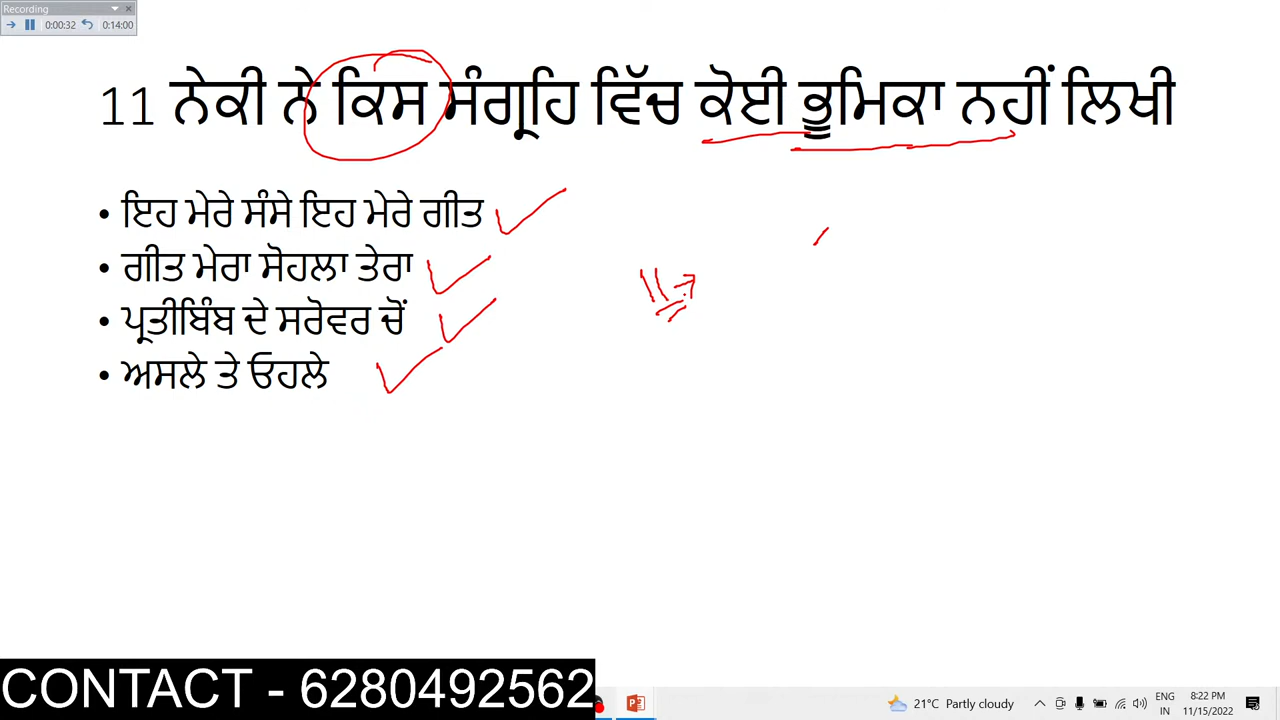 Recording
0:00:32 0:14:00
11 ਨੇਕੀ ਨੇ ਕਿਸ ਸੰਗ੍ਰਹਿ ਵਿੱਚ ਕੋਈ ਭੂਮਿਕਾ ਨਹੀਂ ਲਿਖੀ
• ਇਹ ਮੇਰੇ ਸੰਸੇ ਇਹ ਮੇਰੇ ਗੀਤ
• ਗੀਤ ਮੇਰਾ ਸੋਹਲਾ ਤੇਰਾ
• ਪ੍ਰਤੀਬਿੰਬ ਦੇ ਸਰੋਵਰ ਚੋਂ
• ਅਸਲੇ ਤੇ ਓਹਲੇ
CONTACT - 6280492562
21°C Partly cloudy
ENG
IN
8:22 PM
11/15/2022